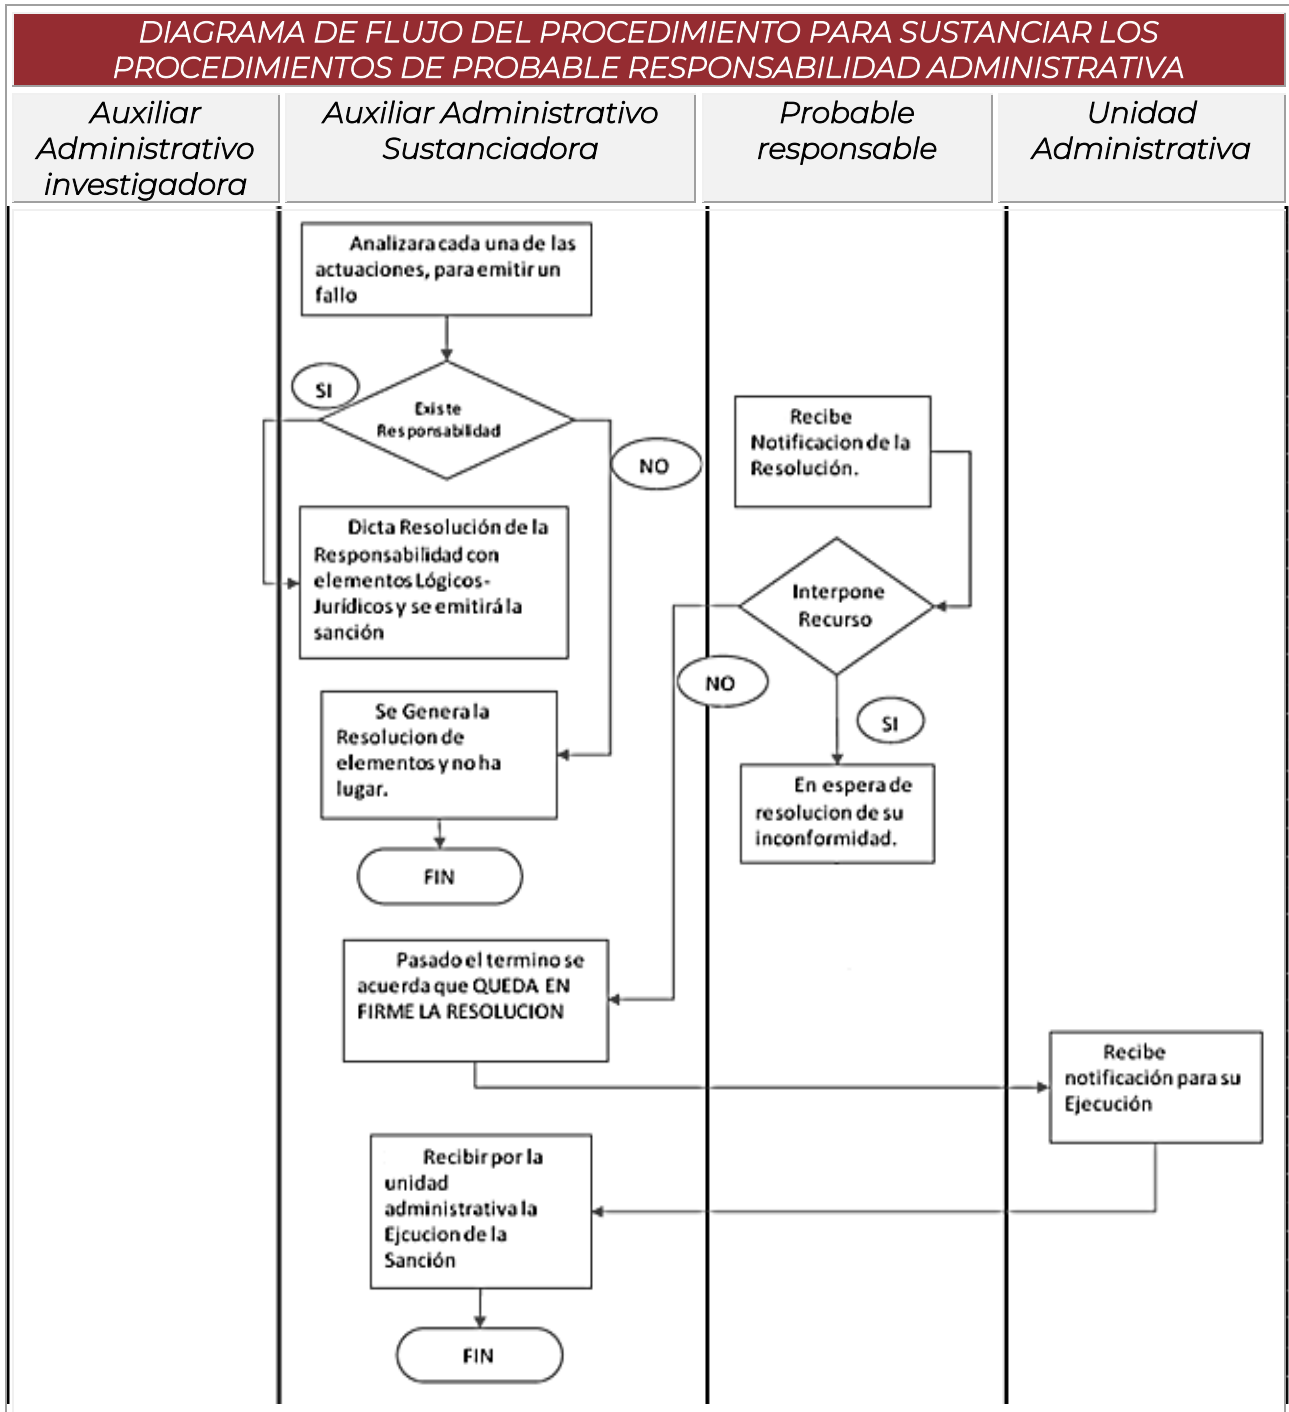 DIAGRAMA DE FLUJO DEL PROCEDIMIENTO PARA SUSTANCIAR LOS
PROCEDIMIENTOS DE PROBABLE RESPONSABILIDAD ADMINISTRATIVA
Auxiliar
Administrativo
investigadora
Auxiliar Administrativo
Sustanciadora
Probable
responsable
Unidad
Administrativa
Analizara cada una de las
actuaciones, para emitir un
fallo
SI
Existe
Responsabilidad
NO
Dicta Resolución de la
Responsabilidad con
elementos Lógicos-
Jurídicos y se emitirá la
sanción
Se Genera la
Resolucion de
elementos y no ha
lugar.
FIN
Recibe
Notificacion de la
Resolución.
Interpone
Recurso
NO
SI
En espera de
resolucion de su
inconformidad.
Pasado el termino se
acuerda que QUEDA EN
FIRME LA RESOLUCION
Recibe
notificación para su
Ejecución
Recibir por la
unidad
administrativa la
Ejcucion de la
Sanción
FIN